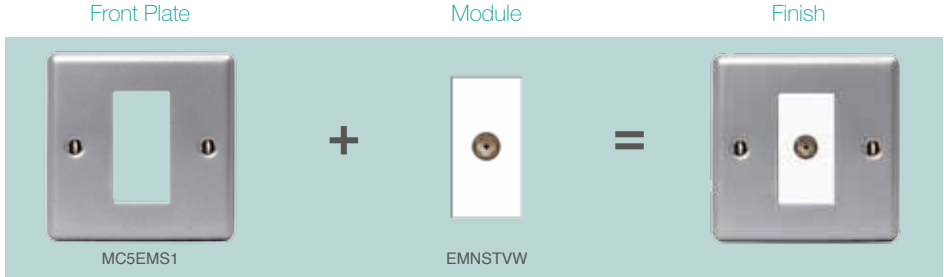 Front Plate
Module
Finish
+
=
MC5EMS1
EMNSTVW